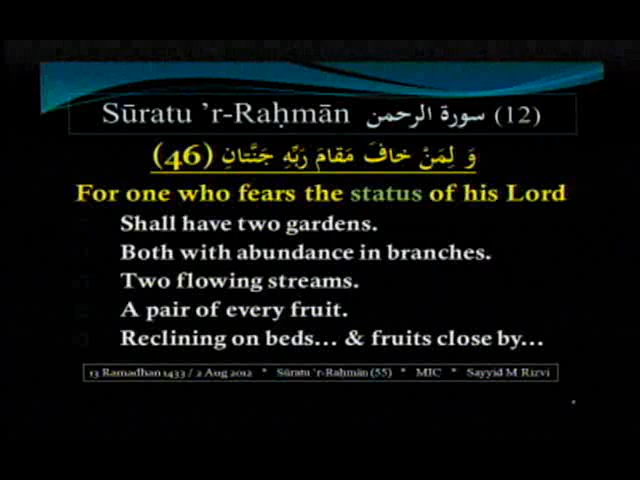 Sūratu ’r-Raḥmān سورة الرحمن (12)
وَ لِمَنْ خافَ مَقامَ رَبِّهِ جَنَّتانِ (46)
For one who fears the status of his Lord
Shall have two gardens.
Both with abundance in branches.
Two flowing streams.
A pair of every fruit.
Reclining on beds... & fruits close by...
13 Ramadhan 1433 / 2 Aug 2012 * Sūratu ’r-Raḥmān (55) * MIC * Sayyid M Rizvi